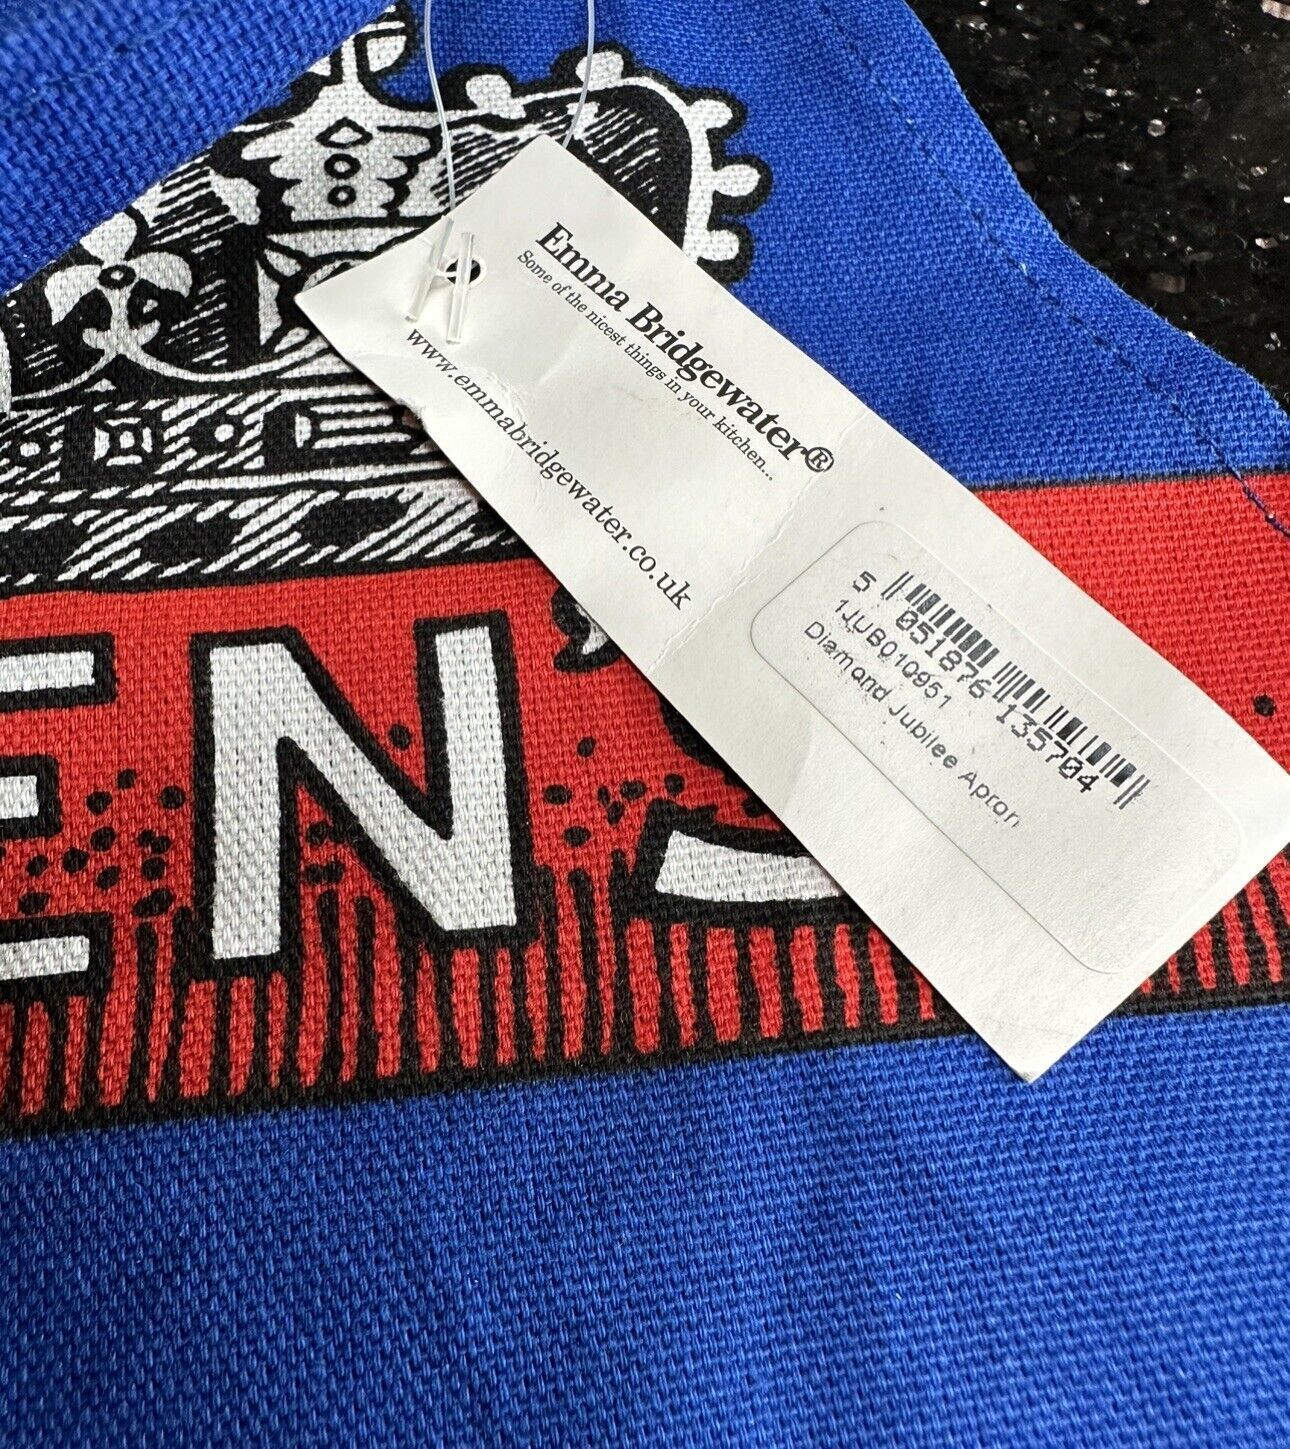 Emma Bridgewater®
Some of the nicest things in your kitchen...
www.emmabridgewater.co.uk
5 051876 135704
1JUB010951
Diamond Jubilee Apron
EN'S